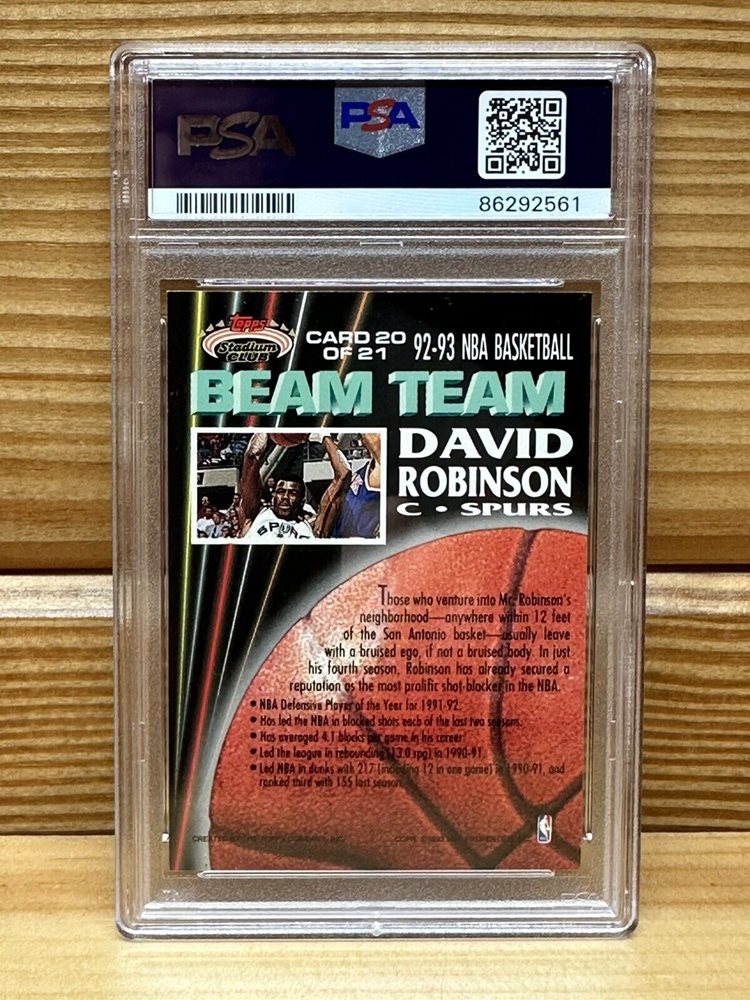 PSA
PSA
86292561
Topps
Stadium
CLUB
CARD 20
OF 21
92-93 NBA BASKETBALL
BEAM TEAM
DAVID
ROBINSON
C • SPURS
Those who venture into Mr. Robinson's
neighborhood—anywhere within 12 feet
of the San Antonio basket—usually leave
with a bruised ego, if not a bruised body. In just
his fourth season, Robinson has already secured a
reputation as the most prolific shot-blocker in the NBA.
• NBA Defensive Player of the Year for 1991-92.
• Has led the NBA in blocked shots each of the last two seasons.
• Has averaged 4.1 blocks per game in his career.
• Led the league in rebounding (13.0 rpg) in 1990-91.
• Led NBA in dunks with 217 (including 12 in one game) in 1990-91, and
ranked third with 155 last season.